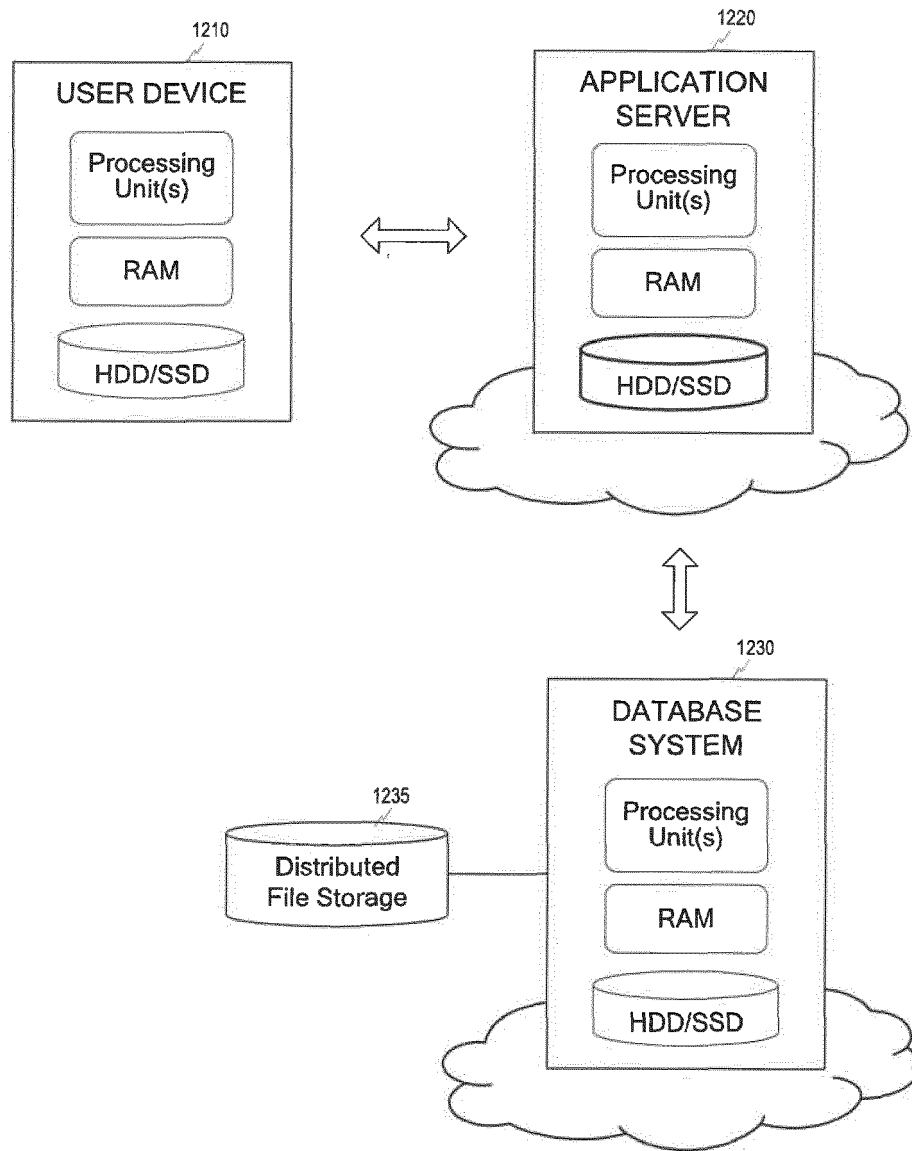 1210
USER DEVICE
Processing
Unit(s)
RAM
HDD/SSD
1220
APPLICATION
SERVER
Processing
Unit(s)
RAM
HDD/SSD
1230
DATABASE
SYSTEM
Processing
Unit(s)
RAM
HDD/SSD
1235
Distributed
File Storage